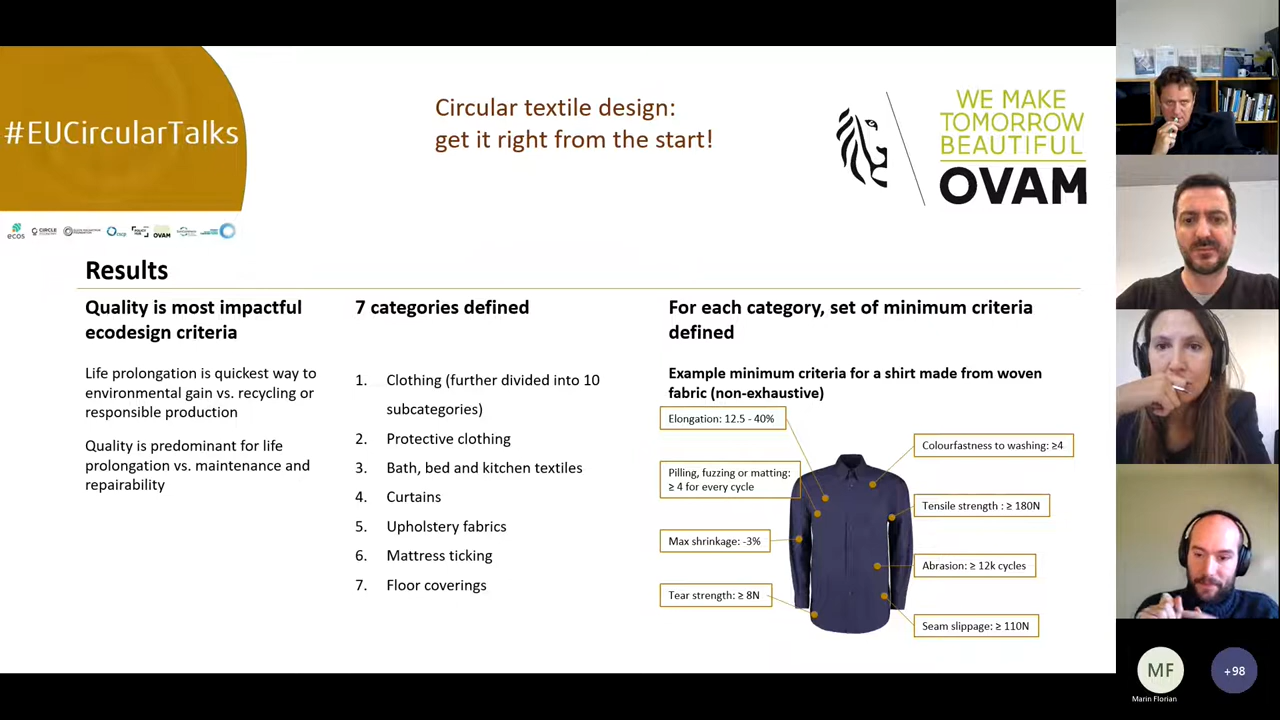 #EUCircularTalks
Circular textile design:
get it right from the start!
WE MAKE
TOMORROW
BEAUTIFUL
OVAM
ecos
CIRCLE
OVAM
Results
Quality is most impactful
ecodesign criteria
Life prolongation is quickest way to
environmental gain vs. recycling or
responsible production
Quality is predominant for life
prolongation vs. maintenance and
repairability
7 categories defined
1. Clothing (further divided into 10
subcategories)
2. Protective clothing
3. Bath, bed and kitchen textiles
4. Curtains
5. Upholstery fabrics
6. Mattress ticking
7. Floor coverings
For each category, set of minimum criteria
defined
Example minimum criteria for a shirt made from woven
fabric (non-exhaustive)
Elongation: 12.5 - 40%
Pilling, fuzzing or matting:
≥ 4 for every cycle
Max shrinkage: -3%
Tear strength: ≥ 8N
Colourfastness to washing: ≥4
Tensile strength : ≥ 180N
Abrasion: ≥ 12k cycles
Seam slippage: ≥ 110N
MF
Marin Florian
+98